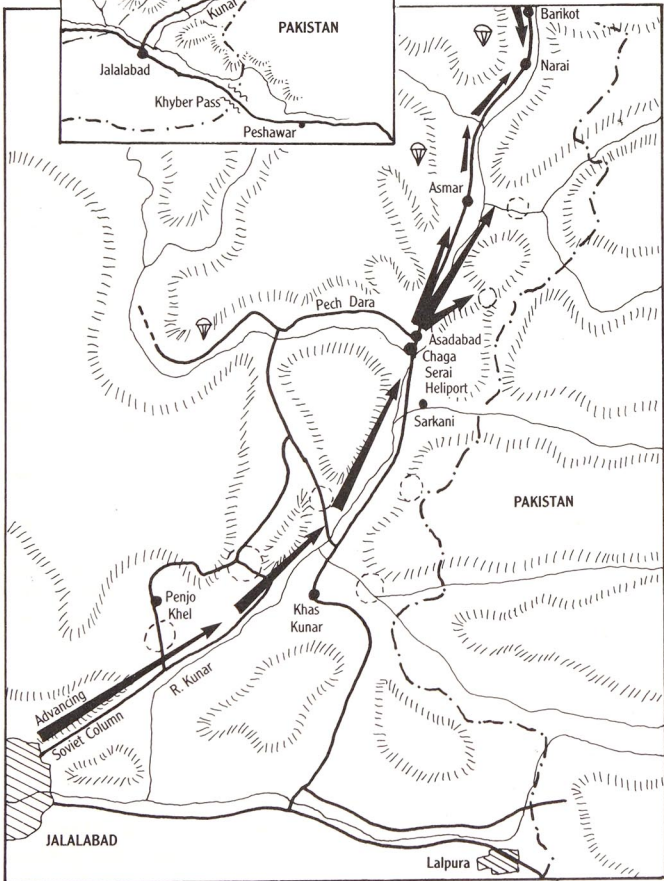 Kunar
PAKISTAN
Jalalabad
Khyber Pass
Peshawar
Barikot
Narai
Asmar
Pech Dara
Asadabad
Chaga
Serai
Heliport
Sarkani
PAKISTAN
Penjo
Khel
Khas
Kunar
R. Kunar
Advancing
Soviet Column
JALALABAD
Lalpura